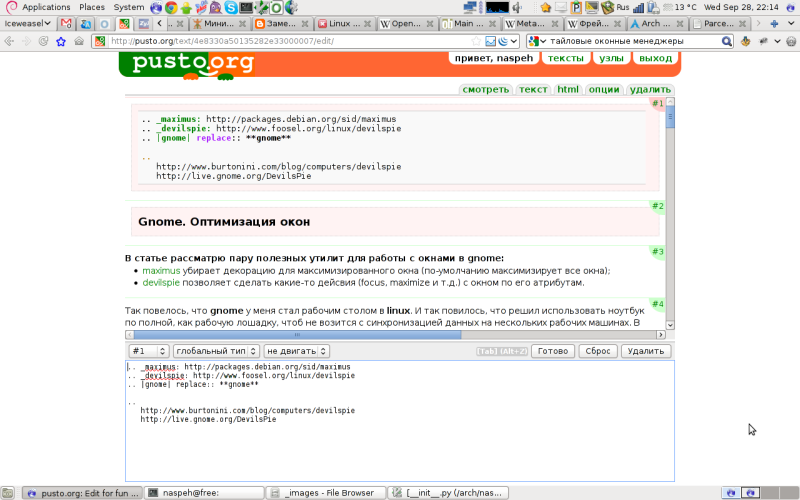 Applications Places System Rus 13 °C Wed Sep 28, 22:14
Iceweasel Мини Заме Linux Open Main Meta Фрей Arch Parce
http://pusto.org/text/4e8330a50135282e33000007/edit/ тайловые оконные менеджеры
pusto.org привет, naspeh тексты узлы выход
смотреть текст html опции удалить
#1
.. _maximus: http://packages.debian.org/sid/maximus
.. _devilspie: http://www.foosel.org/linux/devilspie
.. |gnome| replace:: **gnome**
..
http://www.burtonini.com/blog/computers/devilspie
http://live.gnome.org/DevilsPie
#2
Gnome. Оптимизация окон
#3
В статье рассматрю пару полезных утилит для работы с окнами в gnome:
• maximus убирает декорацию для максимизированного окна (по-умолчанию максимизирует все окна);
• devilspie позволяет сделать какие-то дейсвия (focus, maximize и т.д.) с окном по его атрибутам.
#4
Так повелось, что gnome у меня стал рабочим столом в linux. И так повилось, что решил использовать ноутбук
по полной, как рабочую лошадку, чтоб не возится с синхронизацией данных на нескольких рабочих машинах. В
#1 глобальный тип не двигать [Tab] (Alt+Z) Готово Сброс Удалить
.. _maximus: http://packages.debian.org/sid/maximus
.. _devilspie: http://www.foosel.org/linux/devilspie
.. |gnome| replace:: **gnome**
..
http://www.burtonini.com/blog/computers/devilspie
http://live.gnome.org/DevilsPie
pusto.org: Edit for fun ... naspeh@free: _images - File Browser [__init__.py (/arch/nas...